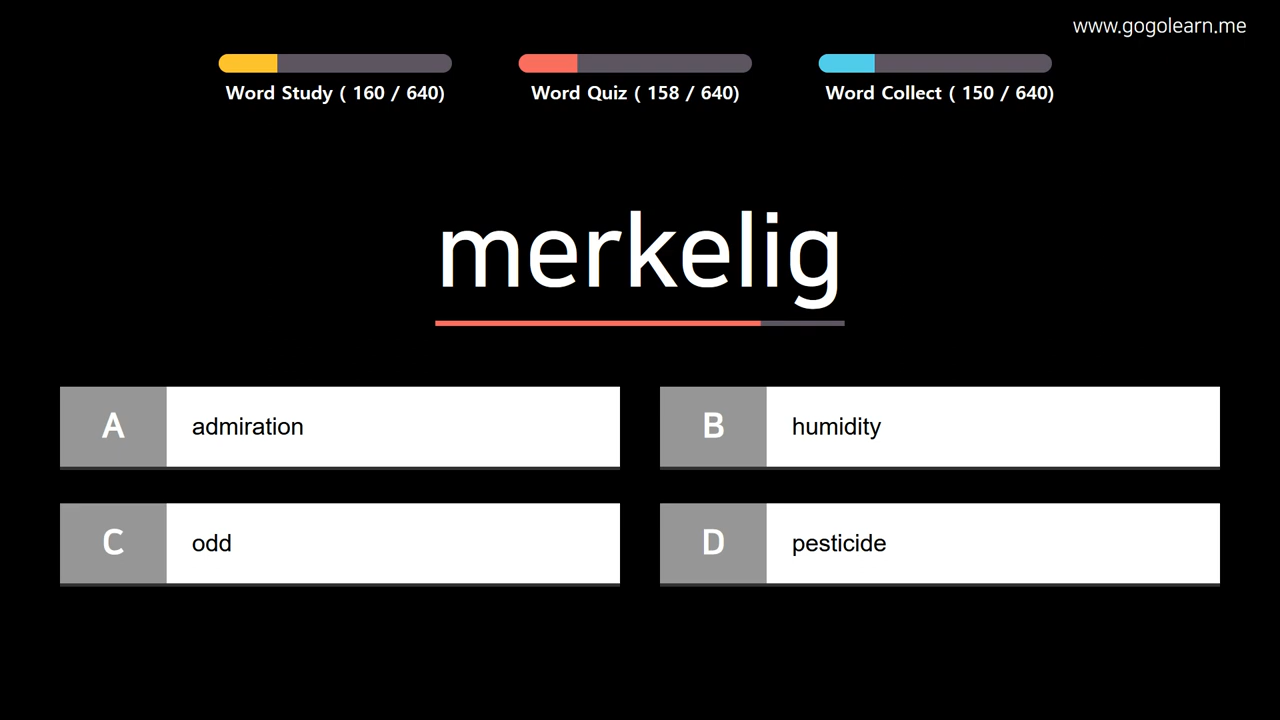 www.gogolearn.me
Word Study ( 160 / 640)
Word Quiz ( 158 / 640)
Word Collect ( 150 / 640)
merkelig
A admiration
B humidity
C odd
D pesticide